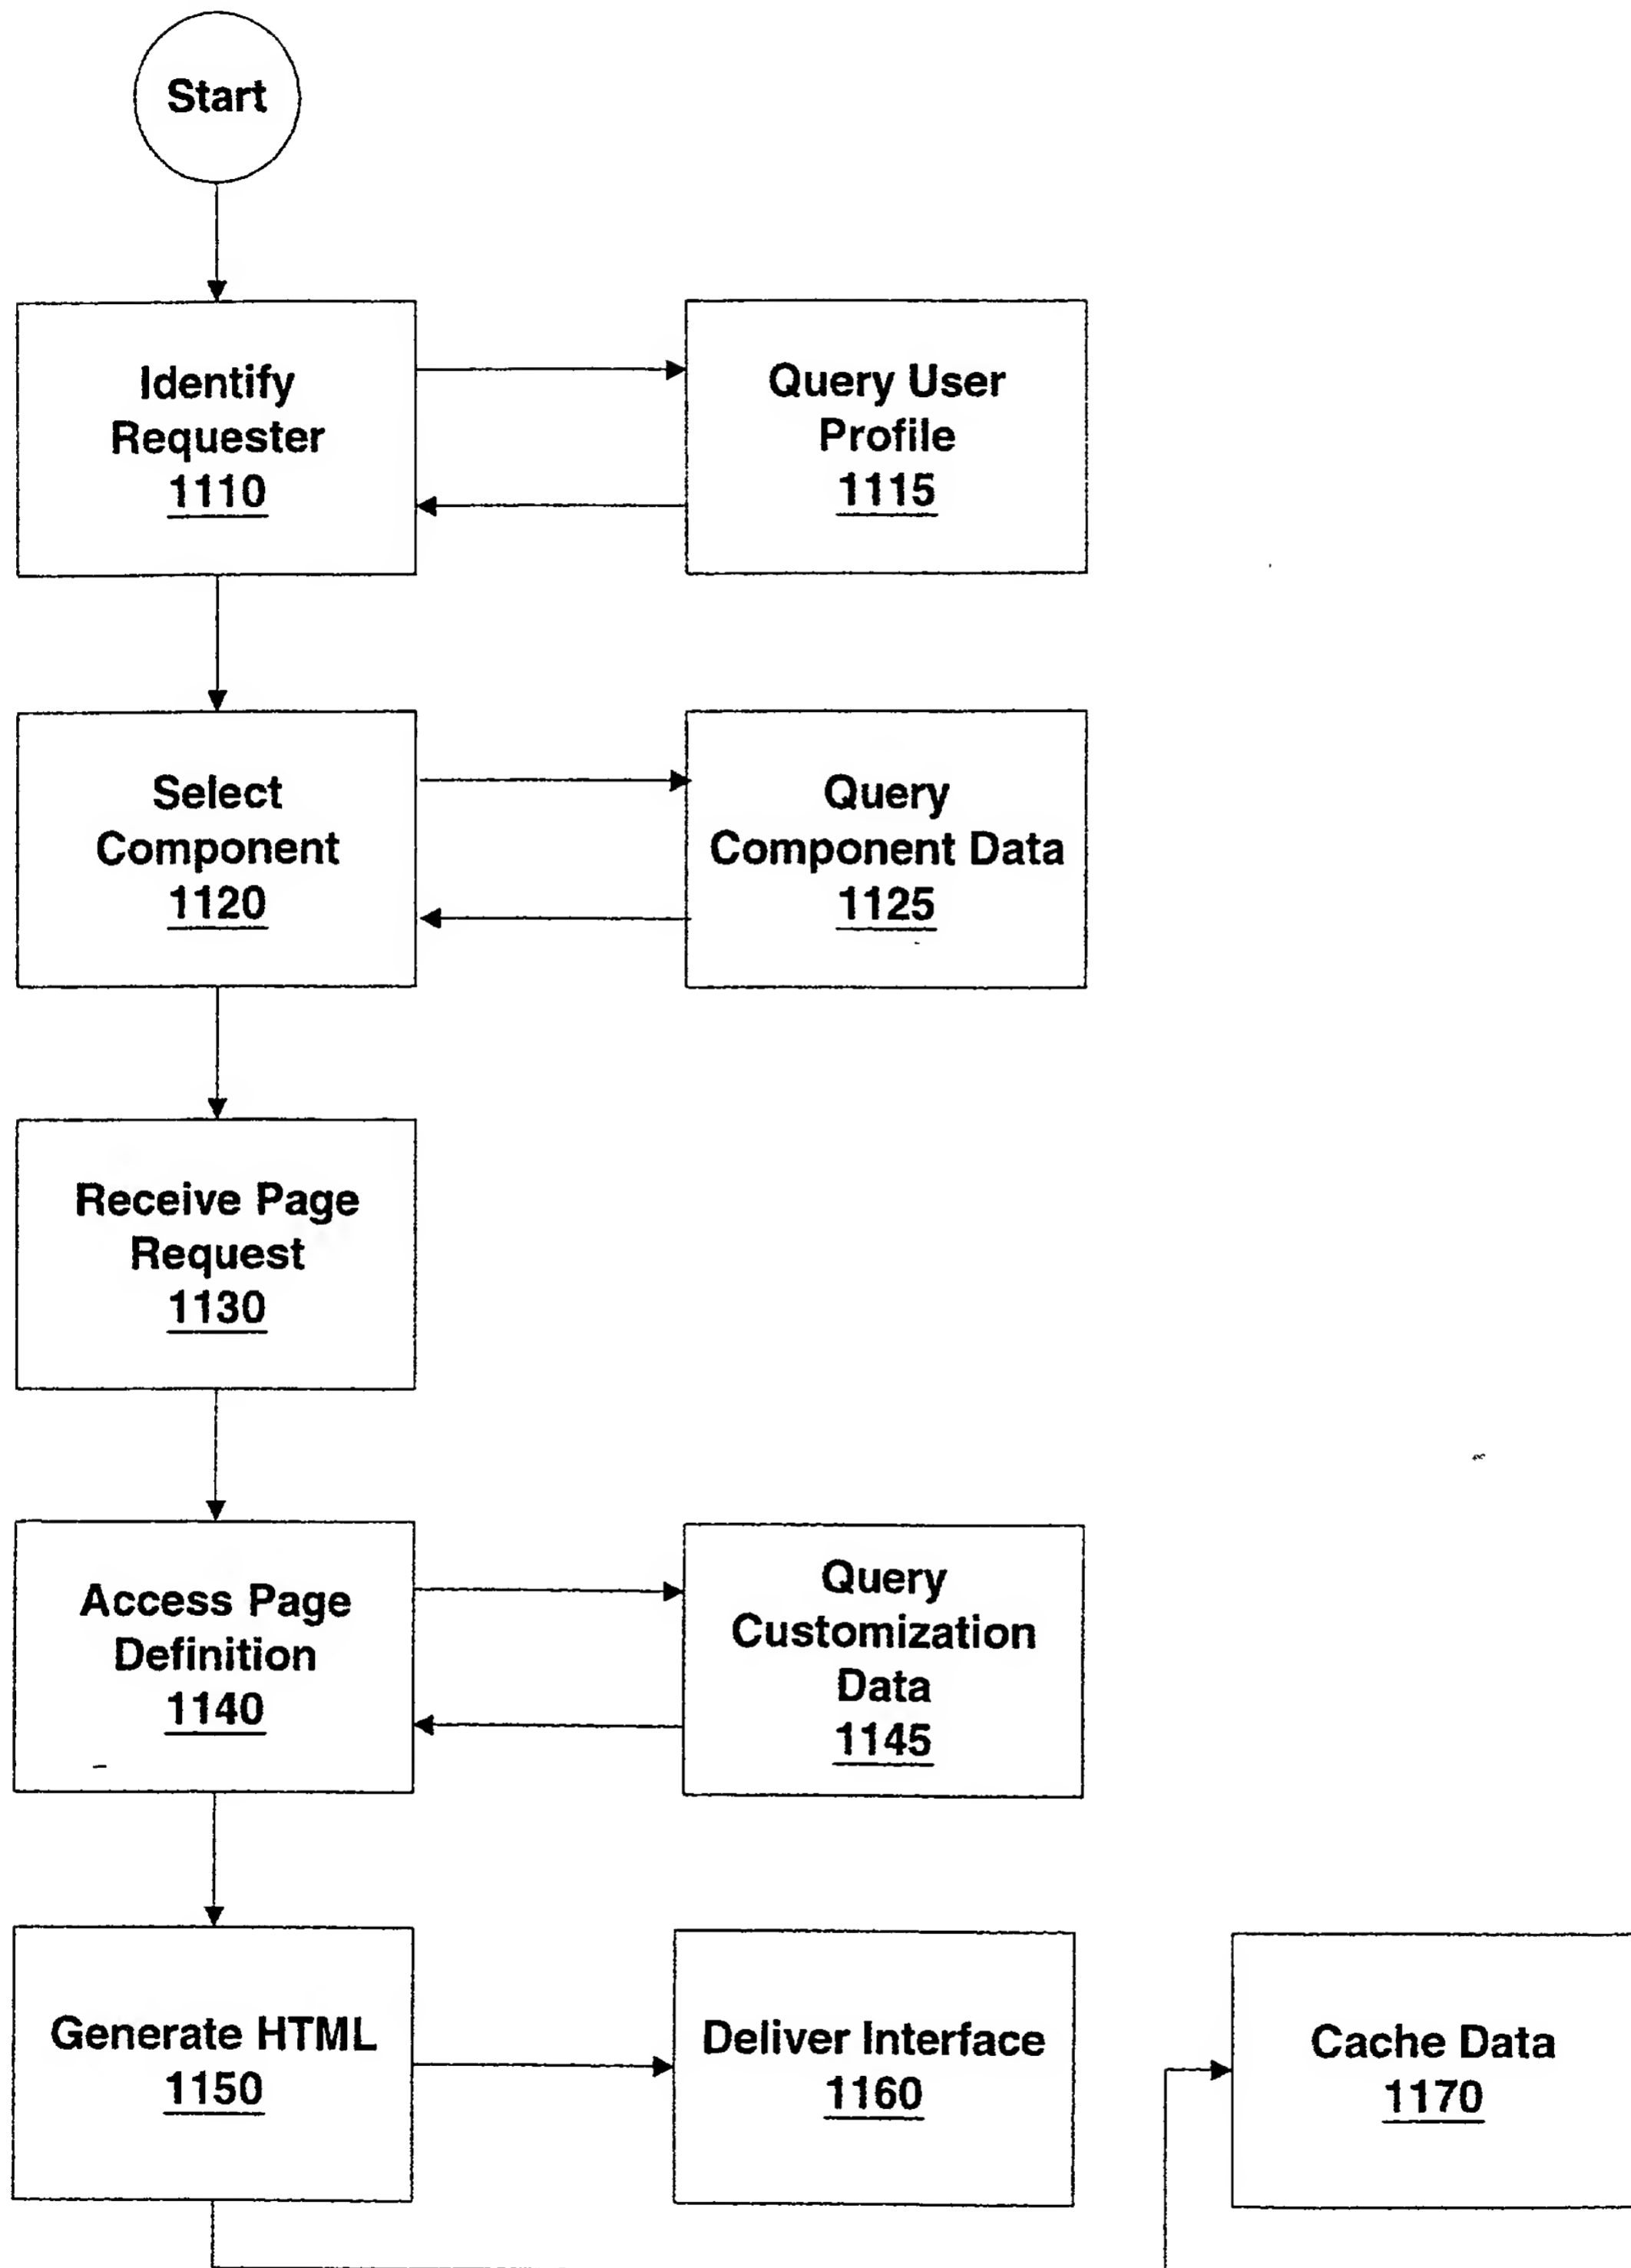 Start
Identify
Requester
1110
Query User
Profile
1115
Select
Component
1120
Query
Component Data
1125
Receive Page
Request
1130
Access Page
Definition
1140
Query
Customization
Data
1145
Generate HTML
1150
Deliver Interface
1160
Cache Data
1170